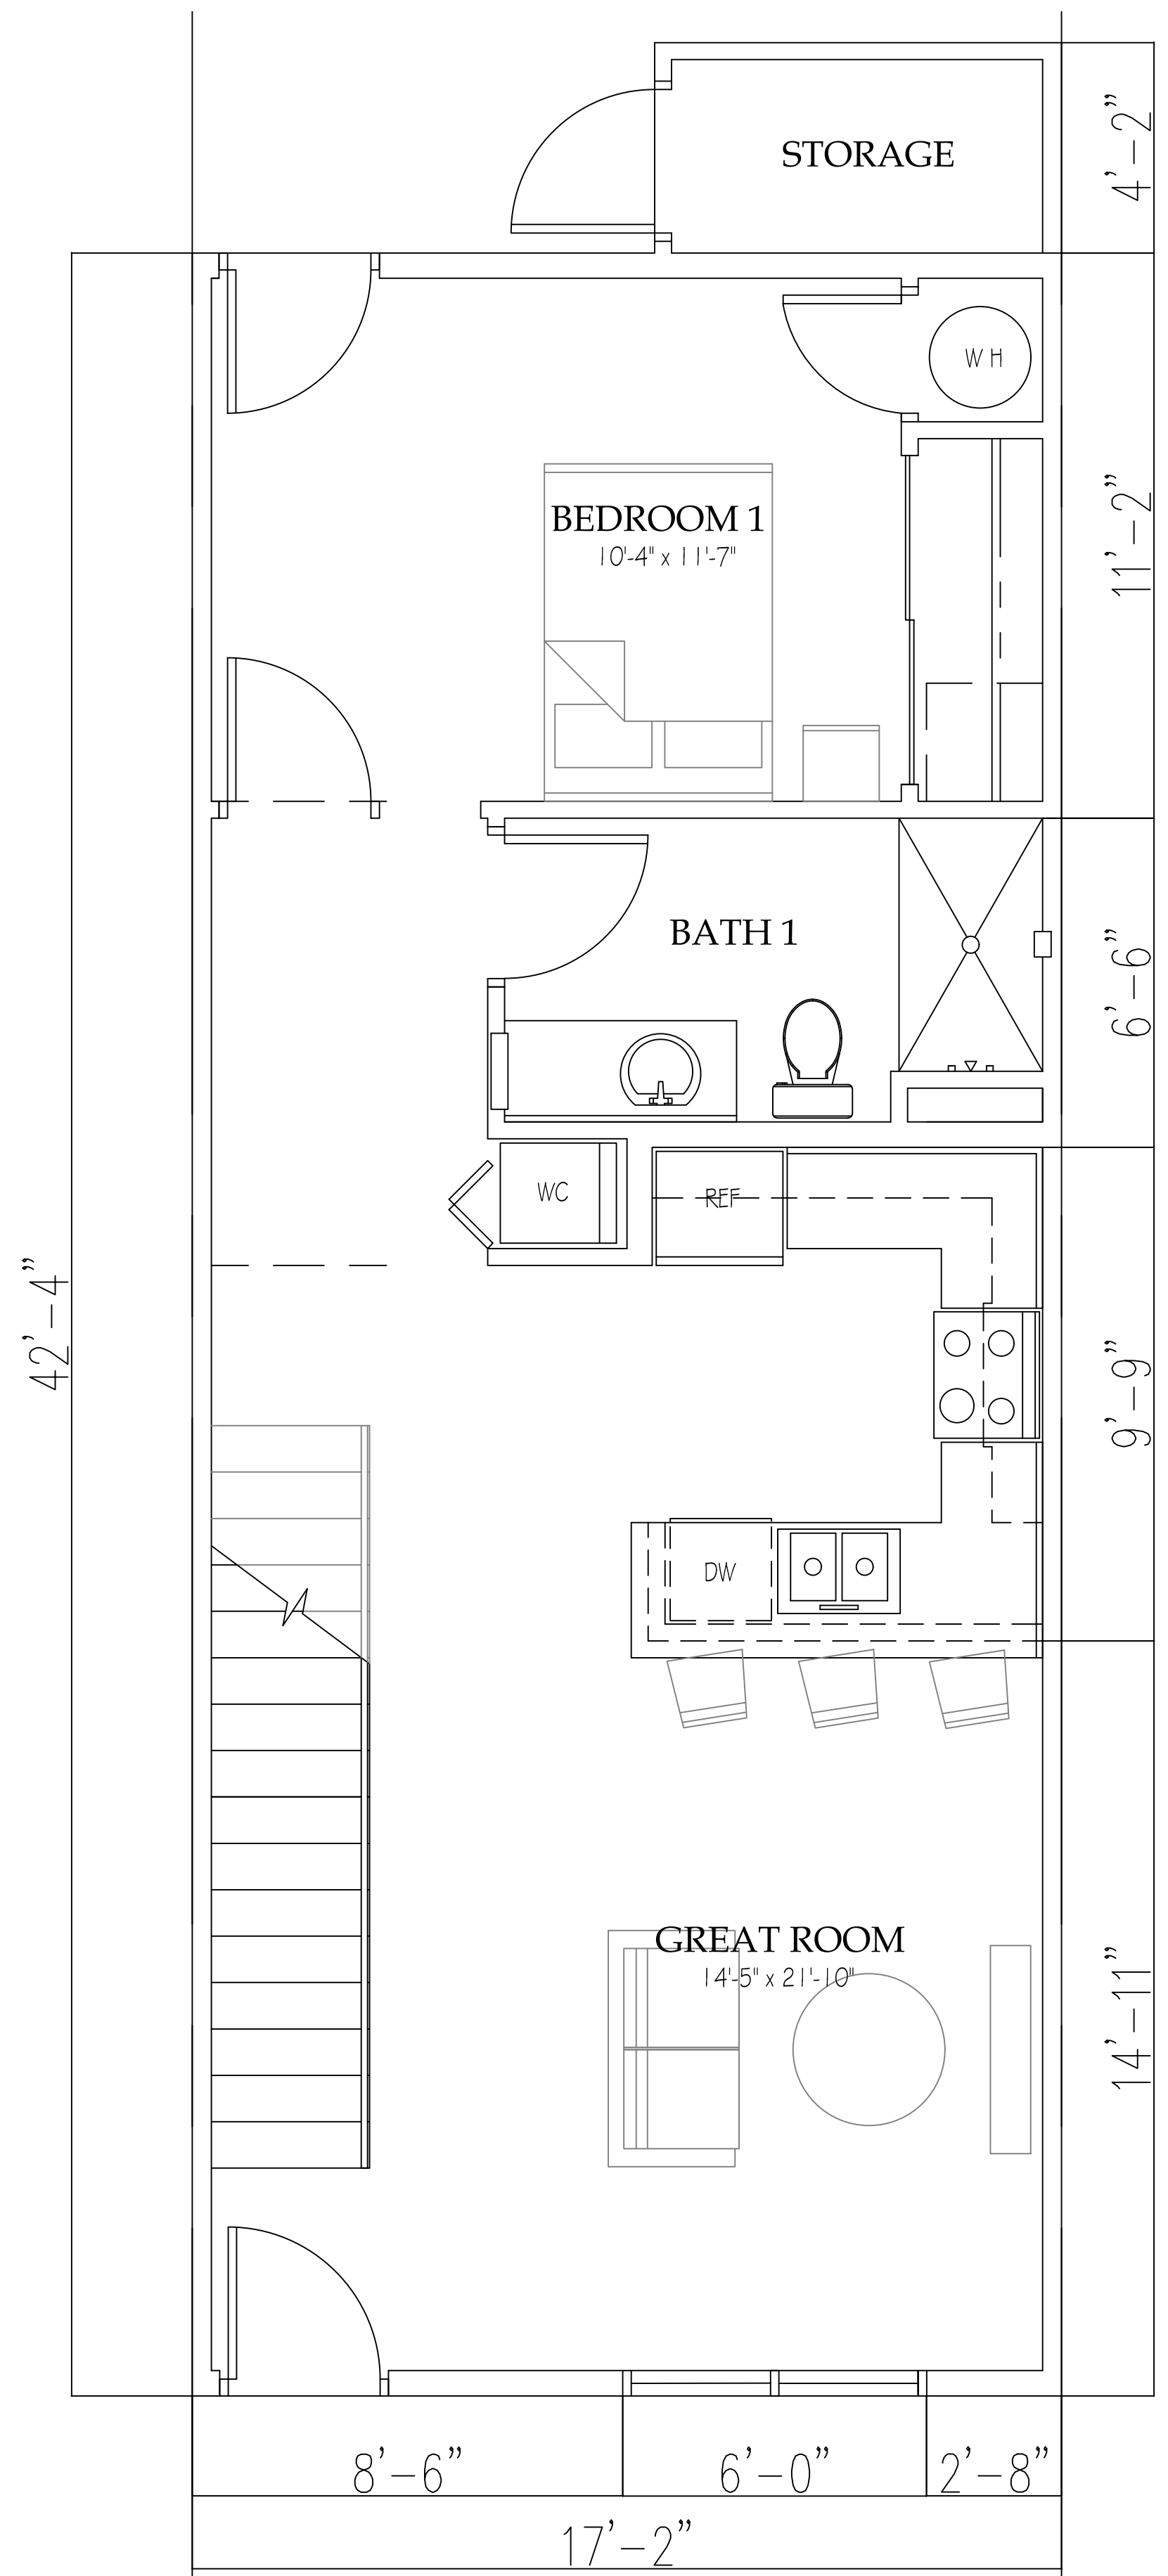 STORAGE
4'-2"
WH
BEDROOM 1
10'-4" x 11'-7"
11'-2"
BATH 1
6'-6"
WC
REF
42'-4"
9'-9"
DW
GREAT ROOM
14'-5" x 21'-10"
14'-11"
8'-6"
6'-0"
2'-8"
17'-2"